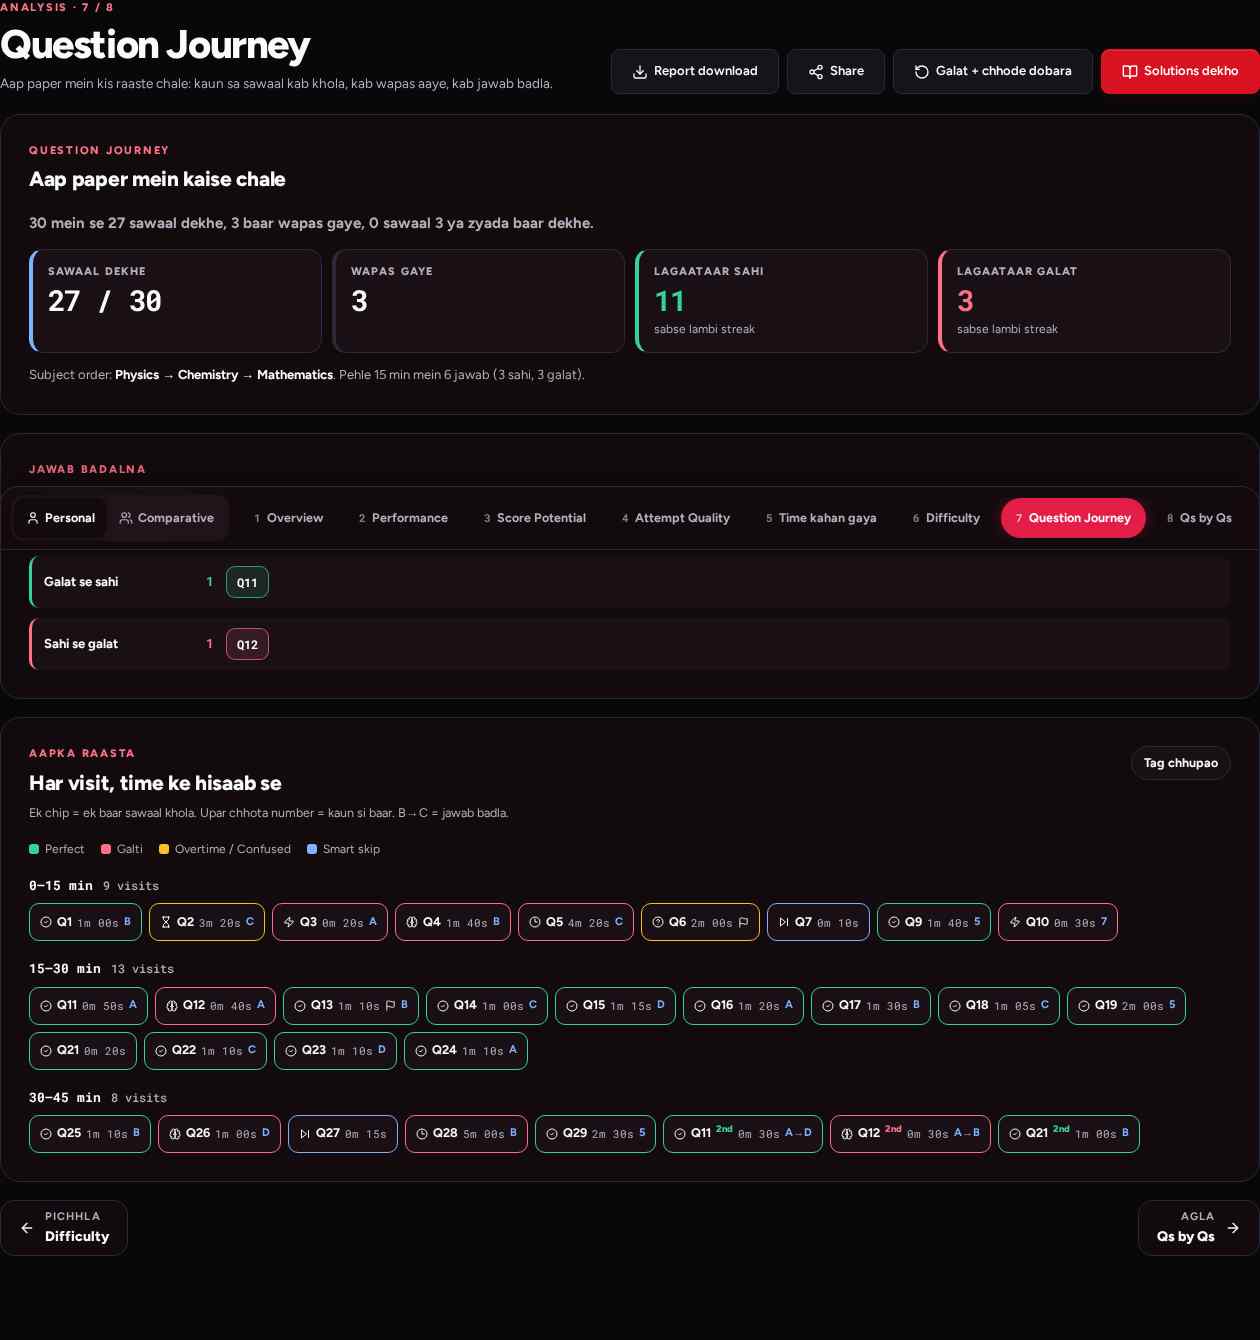 ANALYSIS · 7 / 8
Question Journey
Aap paper mein kis raaste chale: kaun sa sawaal kab khola, kab wapas aaye, kab jawab badla.
Report download
Share
Galat + chhode dobara
Solutions dekho
QUESTION JOURNEY
Aap paper mein kaise chale
30 mein se 27 sawaal dekhe, 3 baar wapas gaye, 0 sawaal 3 ya zyada baar dekhe.
SAWAAL DEKHE
27 / 30
WAPAS GAYE
3
LAGAATAAR SAHI
11
sabse lambi streak
LAGAATAAR GALAT
3
sabse lambi streak
Subject order: Physics → Chemistry → Mathematics. Pehle 15 min mein 6 jawab (3 sahi, 3 galat).
JAWAB BADALNA
Personal Comparative 1 Overview 2 Performance 3 Score Potential 4 Attempt Quality 5 Time kahan gaya 6 Difficulty 7 Question Journey 8 Qs by Qs
Galat se sahi 1 Q11
Sahi se galat 1 Q12
AAPKA RAASTA
Har visit, time ke hisaab se
Tag chhupao
Ek chip = ek baar sawaal khola. Upar chhota number = kaun si baar. B→C = jawab badla.
Perfect Galti Overtime / Confused Smart skip
0–15 min 9 visits
Q1 1m 00s B Q2 3m 20s C Q3 0m 20s A Q4 1m 40s B Q5 4m 20s C Q6 2m 00s Q7 0m 10s Q9 1m 40s 5 Q10 0m 30s 7
15–30 min 13 visits
Q11 0m 50s A Q12 0m 40s A Q13 1m 10s B Q14 1m 00s C Q15 1m 15s D Q16 1m 20s A Q17 1m 30s B Q18 1m 05s C Q19 2m 00s 5
Q21 0m 20s Q22 1m 10s C Q23 1m 10s D Q24 1m 10s A
30–45 min 8 visits
Q25 1m 10s B Q26 1m 00s D Q27 0m 15s Q28 5m 00s B Q29 2m 30s 5 Q11 2nd 0m 30s A→D Q12 2nd 0m 30s A→B Q21 2nd 1m 00s B
PICHHLA
Difficulty
AGLA
Qs by Qs